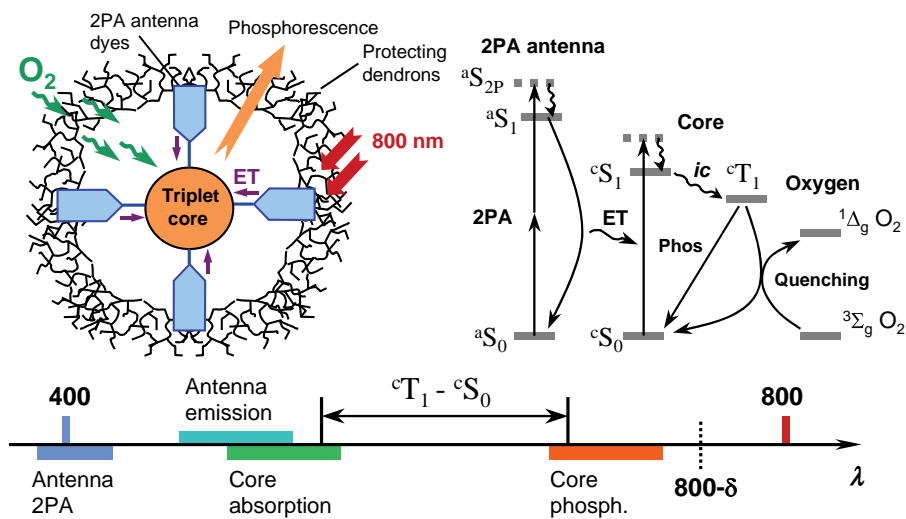 2PA antenna
dyes
Phosphorescence
Protecting
dendrons
O₂
800 nm
ET
Triplet
core
2PA antenna
ᵃS₂P
ᵃS₁
2PA
ᵃS₀
ET
Core
ᶜS₁
ic
ᶜT₁
Phos
ᶜS₀
Oxygen
¹Δg O₂
Quenching
³Σg O₂
400
Antenna
emission
ᶜT₁ - ᶜS₀
800
Antenna
2PA
Core
absorption
Core
phosph.
800-δ
λ